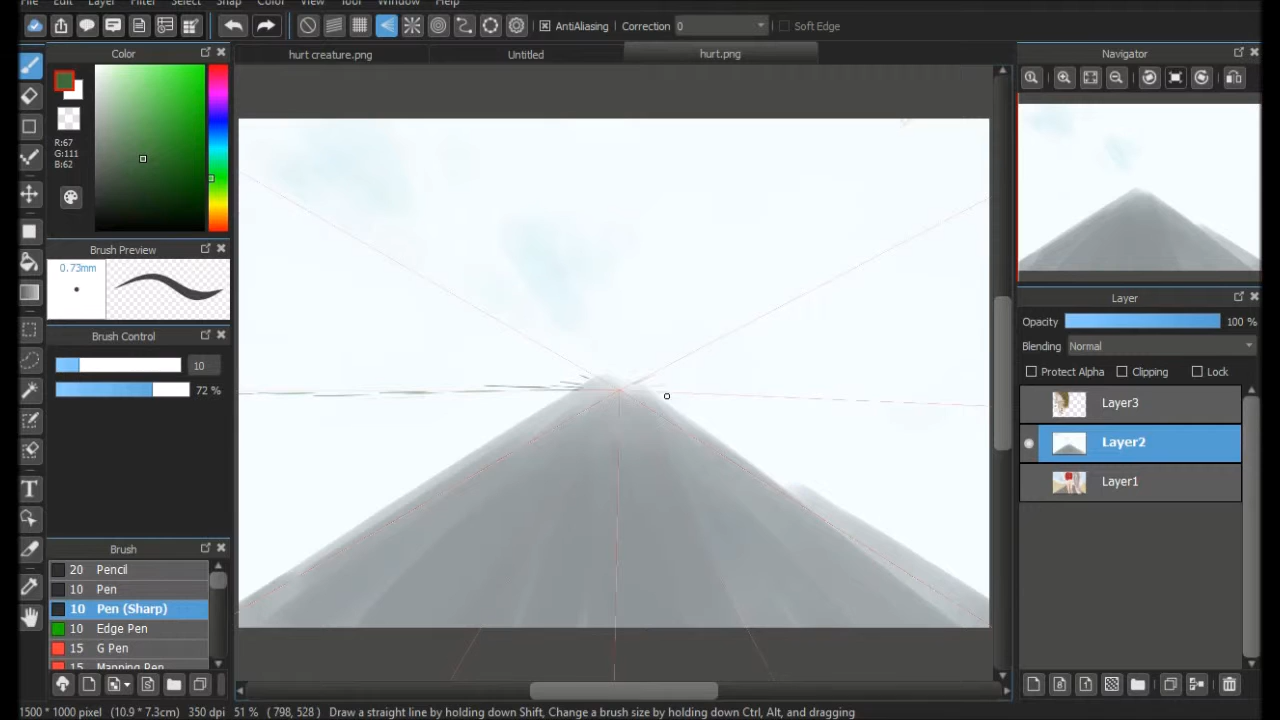 File Edit Layer Filter Select Snap Color View Tool Window Help
AntiAliasing Correction 0 Soft Edge
Color
hurt creature.png Untitled hurt.png
Navigator
R:67
G:111
B:62
Brush Preview
0.73mm
Layer
Opacity 100 %
Brush Control
Blending Normal
10
Protect Alpha Clipping Lock
72 %
Layer3
Layer2
Layer1
Brush
20 Pencil
10 Pen
10 Pen (Sharp)
10 Edge Pen
15 G Pen
15 Mapping Pen
1500 * 1000 pixel (10.9 * 7.3cm) 350 dpi 51 % ( 798, 528 ) Draw a straight line by holding down Shift, Change a brush size by holding down Ctrl, Alt, and dragging